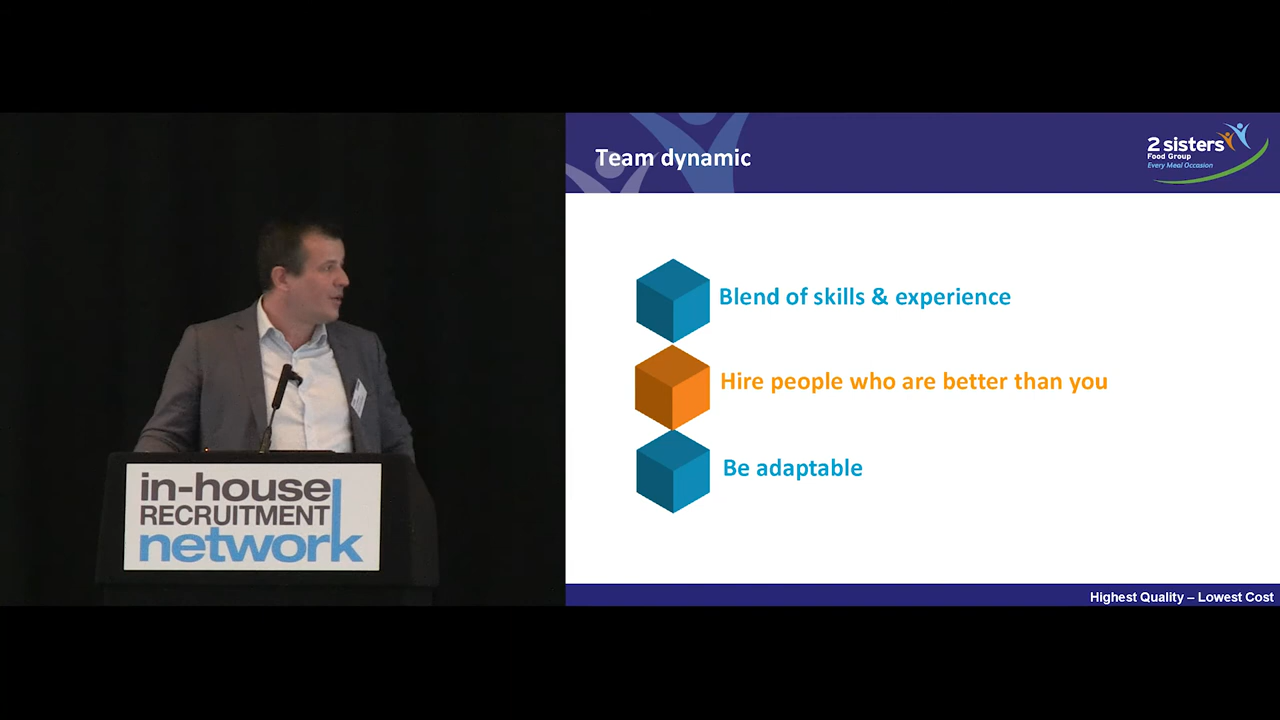 Team dynamic
2 sisters
Food Group
Every Meal Occasion
Blend of skills & experience
Hire people who are better than you
Be adaptable
Highest Quality – Lowest Cost
in-house
RECRUITMENT
network